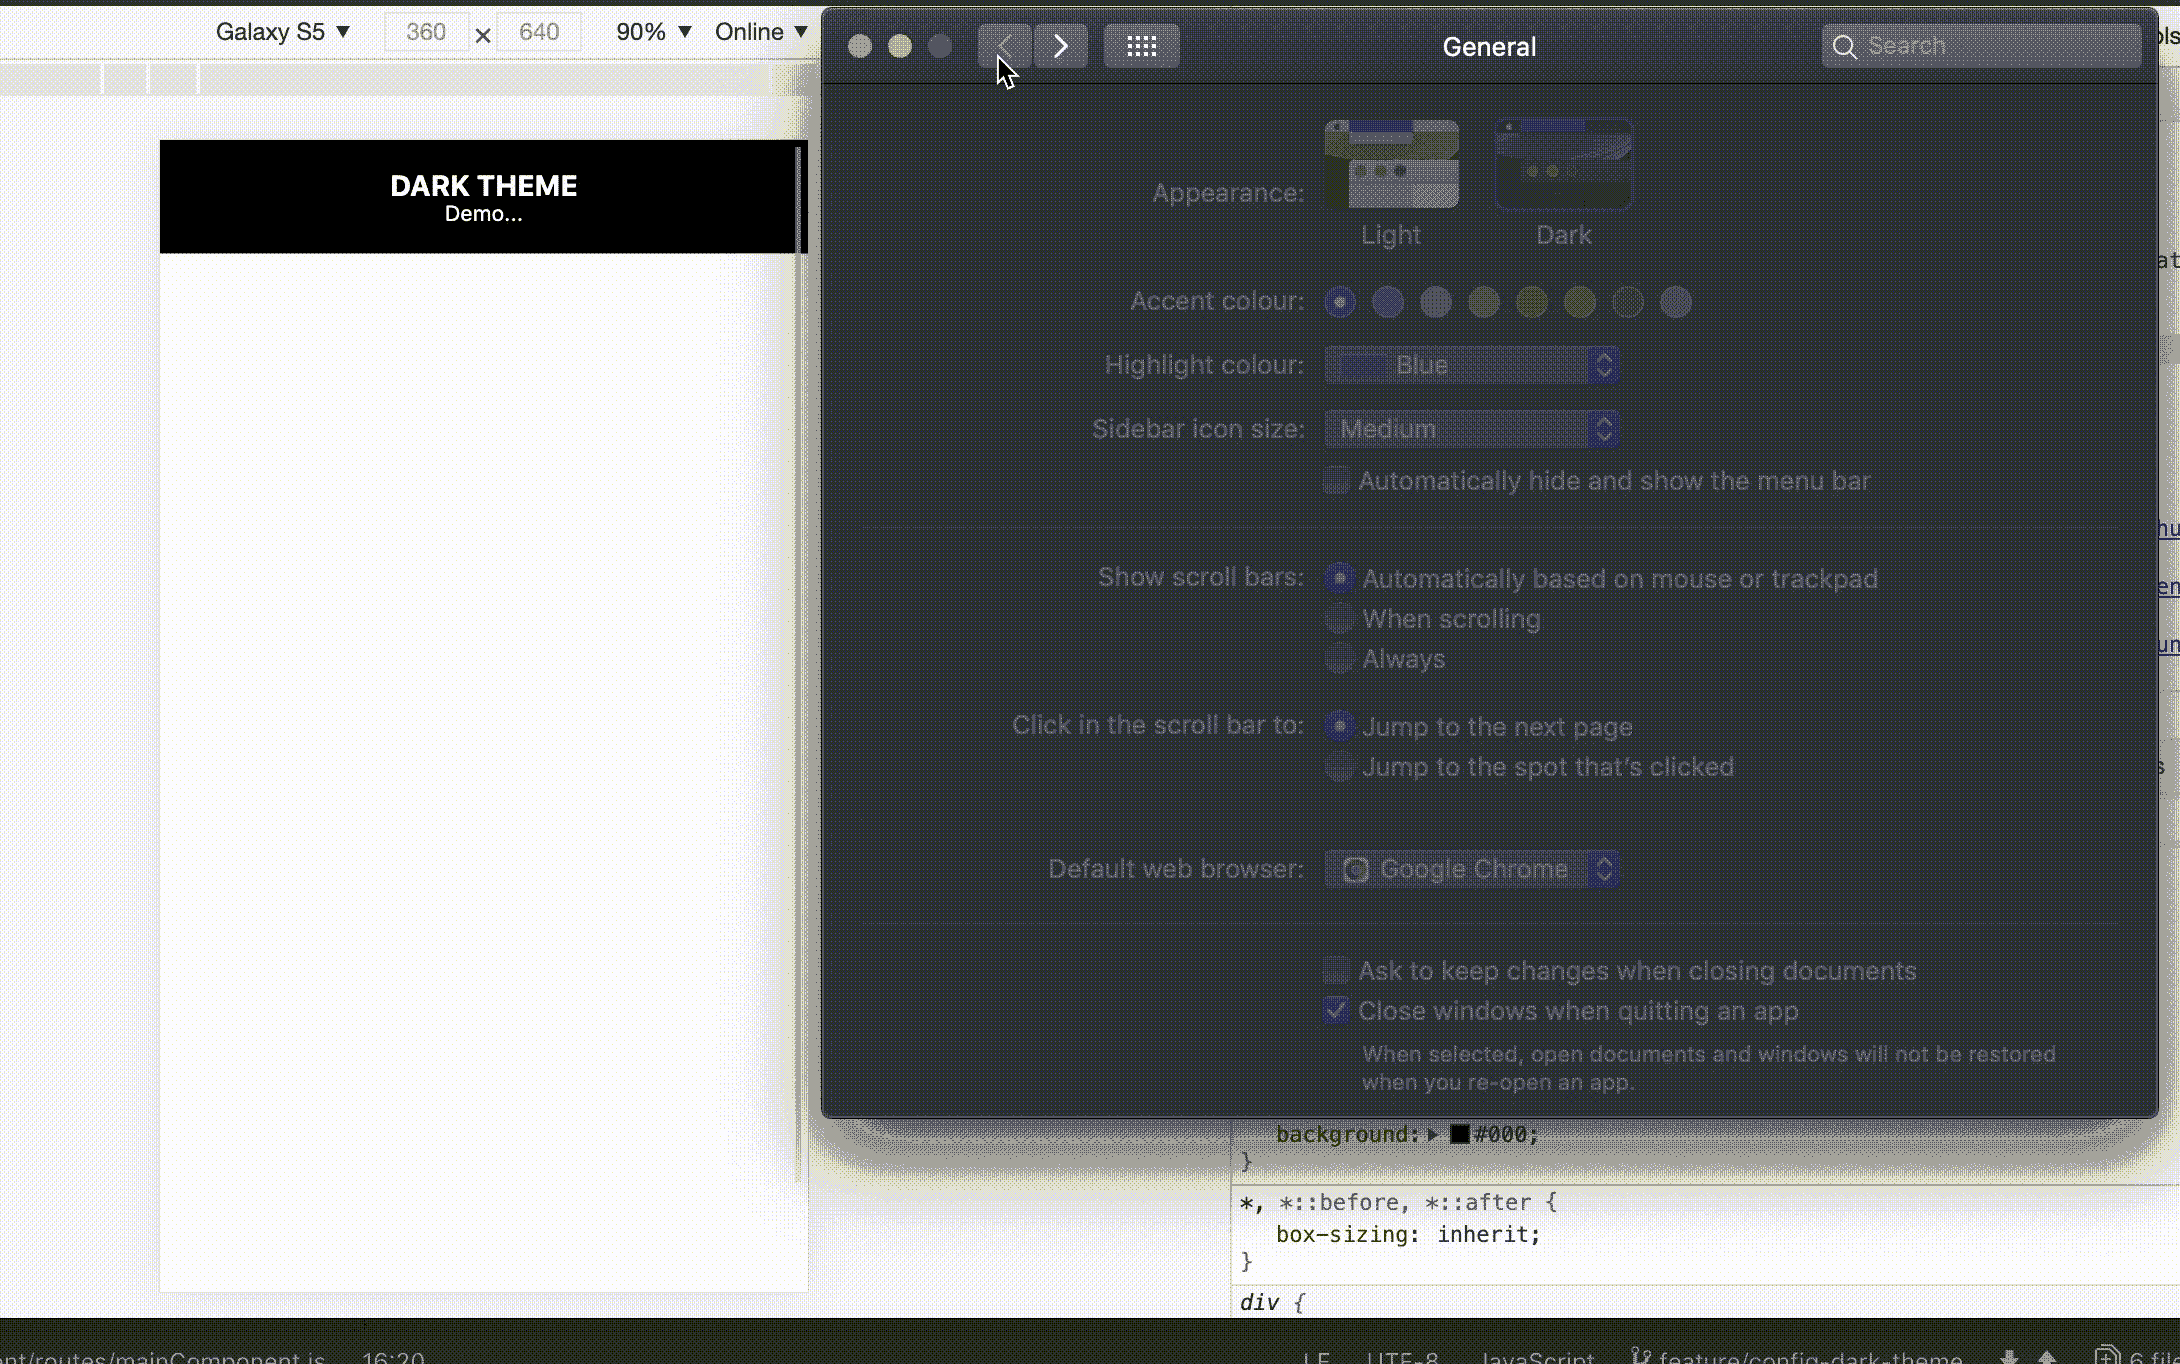 Galaxy S5 ▼ 360 × 640 90% ▼ Online ▼
General
Search
DARK THEME
Demo...
Appearance:
Light Dark
Accent colour:
Highlight colour: Blue
Sidebar icon size: Medium
Automatically hide and show the menu bar
Show scroll bars: Automatically based on mouse or trackpad
When scrolling
Always
Click in the scroll bar to: Jump to the next page
Jump to the spot that's clicked
Default web browser: Google Chrome
Ask to keep changes when closing documents
Close windows when quitting an app
When selected, open documents and windows will not be restored
when you re-open an app.
background: #000;
}
*, *::before, *::after {
box-sizing: inherit;
}
div {
nt/routes/mainComponent.js 16:20 LF UTF-8 JavaScript feature/config-dark-theme 6 fil